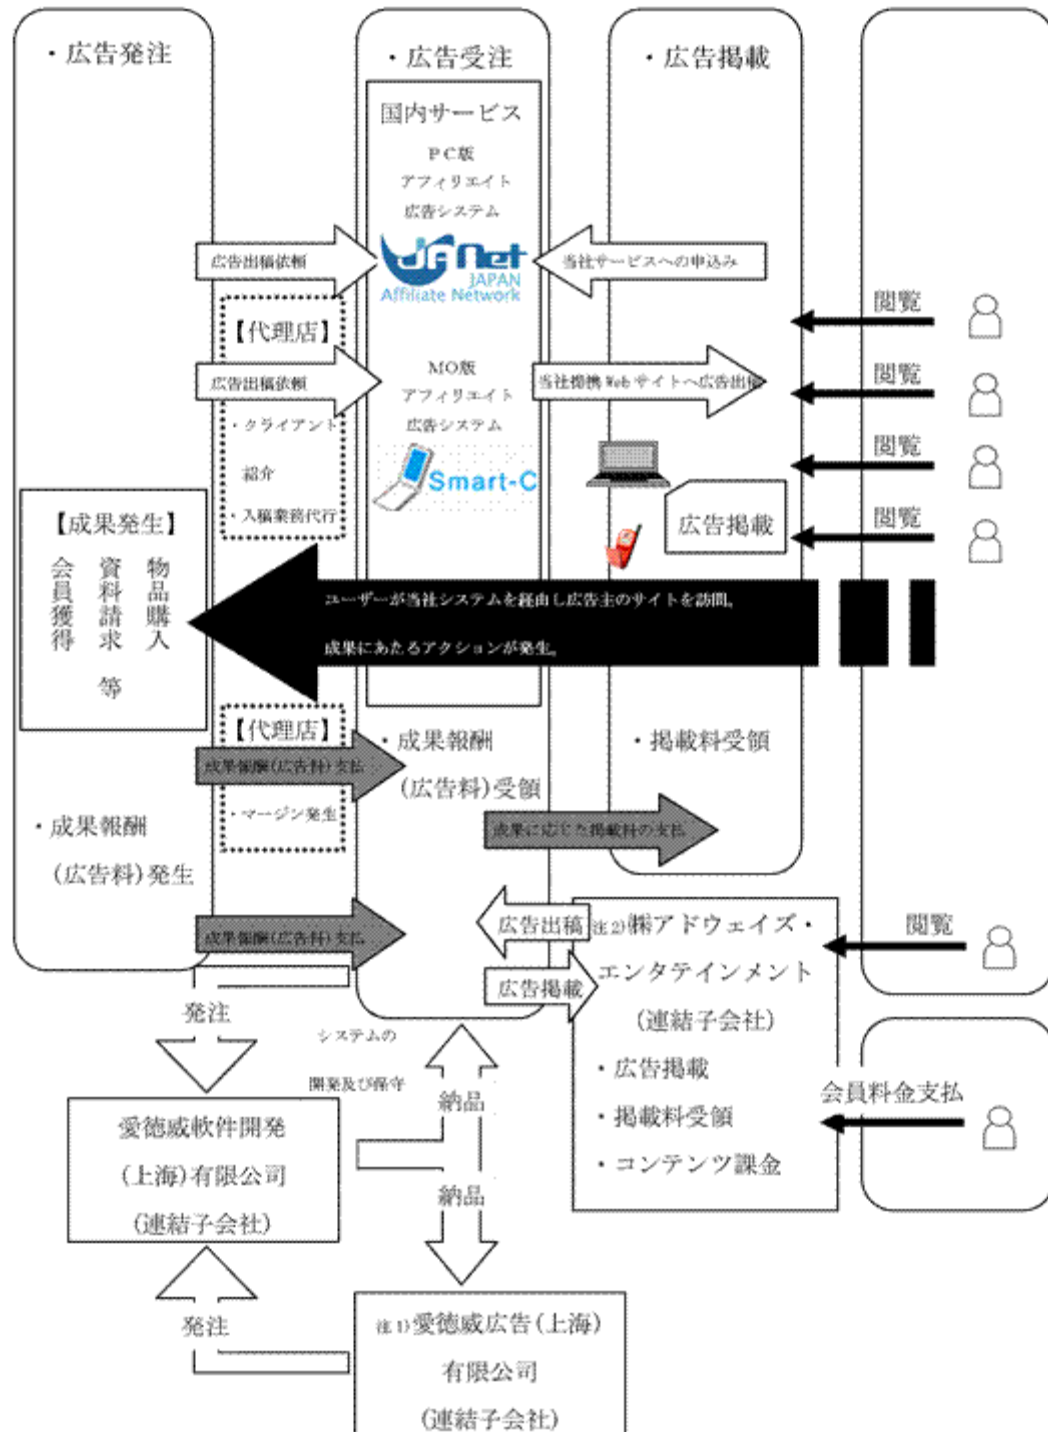 ・広告発注
・広告受注
・広告掲載
国内サービス
PC版
アフィリエイト
広告システム
広告出稿依頼
JANet
JAPAN
Affiliate Network
当社サービスへの申込み
【代理店】
閲覧
広告出稿依頼
MO版
アフィリエイト
広告システム
当社提携Webサイトへ広告出稿
閲覧
・クライアント
紹介
・入稿業務代行
Smart-C
閲覧
広告掲載
閲覧
【成果発生】
物品購入
資料請求 等
会員獲得
ユーザーが当社システムを経由し広告主のサイトを訪問。
成果にあたるアクションが発生。
【代理店】
成果報酬(広告料)支払
・マージン発生
・成果報酬
(広告料)受領
・掲載料受領
成果に応じた掲載料の支払
・成果報酬
(広告料)発生
成果報酬(広告料)支払
広告出稿
広告掲載
注2)㈱アドウェイズ・
エンタテインメント
(連結子会社)
・広告掲載
・掲載料受領
・コンテンツ課金
閲覧
会員料金支払
発注
システムの
開発及び保守
納品
納品
愛徳威軟件開発
(上海)有限公司
(連結子会社)
発注
注1)愛徳威広告(上海)
有限公司
(連結子会社)